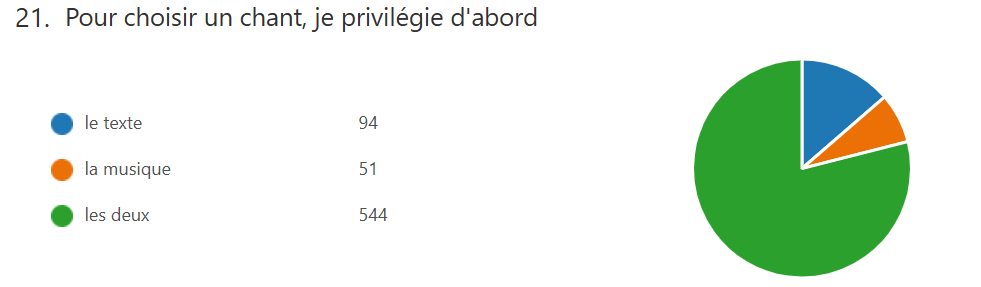 21. Pour choisir un chant, je privilégie d'abord
le texte 94
la musique 51
les deux 544